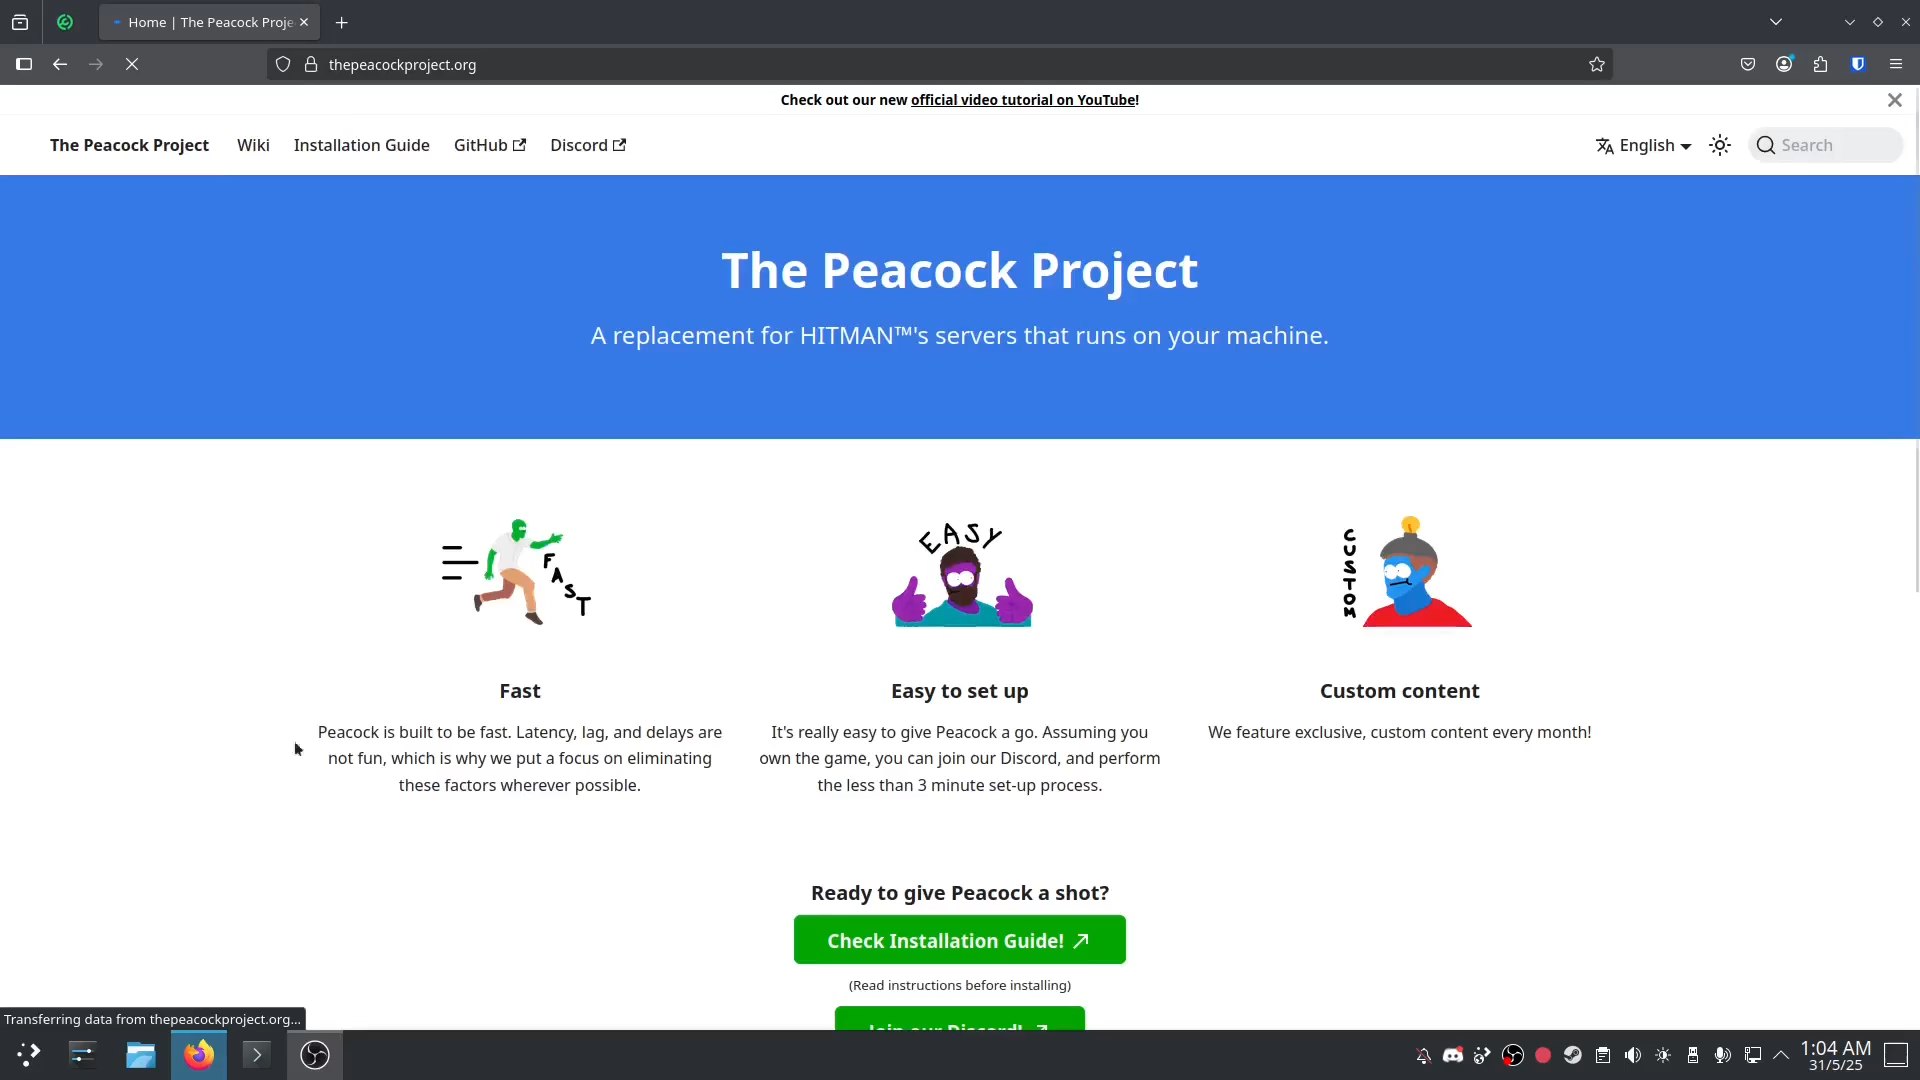 Home | The Peacock Proje
thepeacockproject.org
Check out our new official video tutorial on YouTube!
The Peacock Project
Wiki
Installation Guide
GitHub
Discord
English
Search
The Peacock Project
A replacement for HITMAN™'s servers that runs on your machine.
FAST
EASY
CUSTOM
Fast
Peacock is built to be fast. Latency, lag, and delays are
not fun, which is why we put a focus on eliminating
these factors wherever possible.
Easy to set up
It's really easy to give Peacock a go. Assuming you
own the game, you can join our Discord, and perform
the less than 3 minute set-up process.
Custom content
We feature exclusive, custom content every month!
Ready to give Peacock a shot?
Check Installation Guide!
(Read instructions before installing)
Join our Discord!
Transferring data from thepeacockproject.org...
1:04 AM
31/5/25